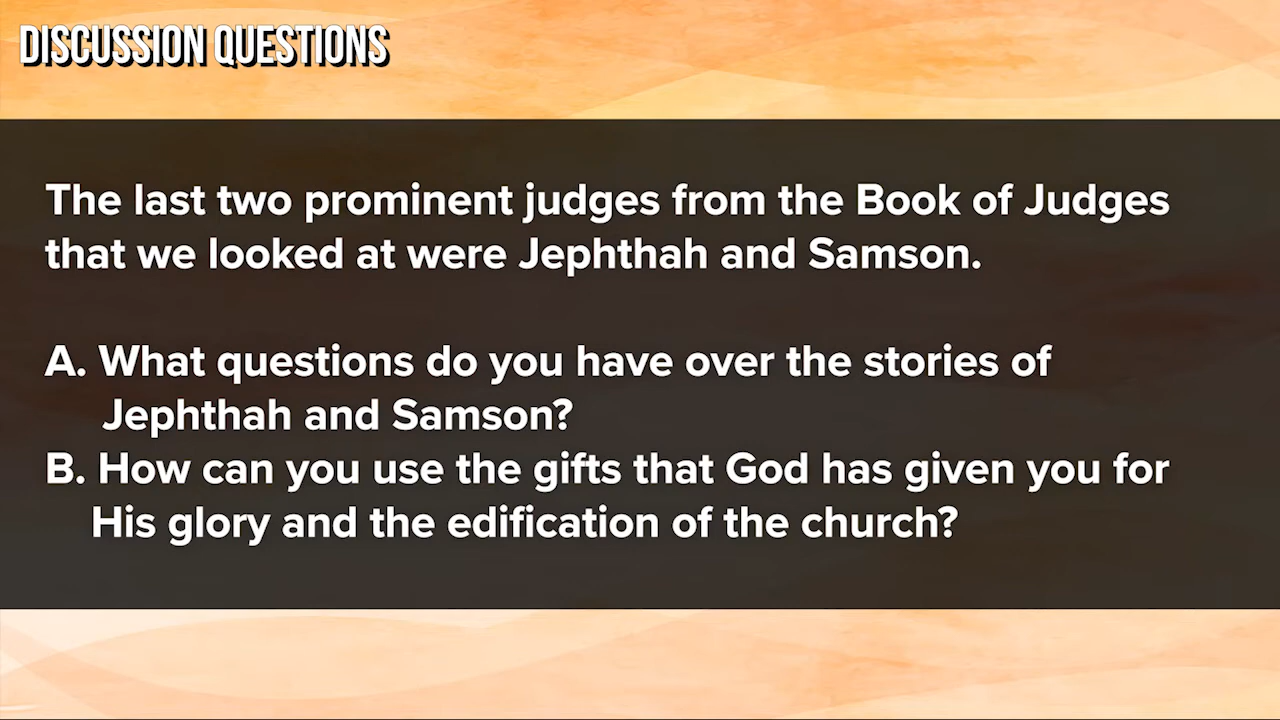 DISCUSSION QUESTIONS
The last two prominent judges from the Book of Judges
that we looked at were Jephthah and Samson.
A. What questions do you have over the stories of
Jephthah and Samson?
B. How can you use the gifts that God has given you for
His glory and the edification of the church?